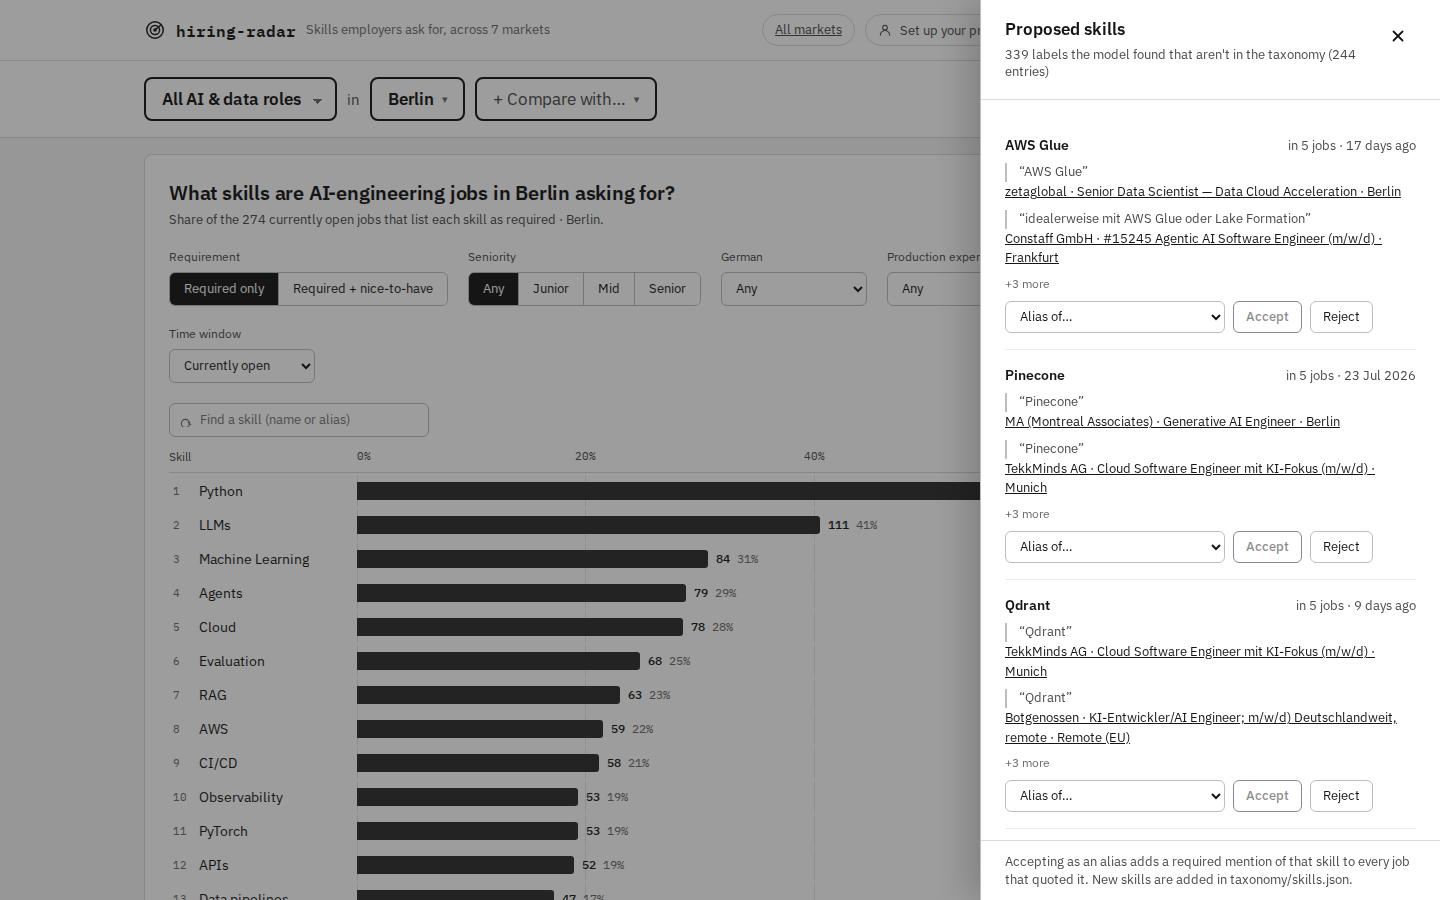 hiring-radar
Skills employers ask for, across 7 markets
All markets
Set up your pr
All AI & data roles
in
Berlin
+ Compare with...
What skills are AI-engineering jobs in Berlin asking for?
Share of the 274 currently open jobs that list each skill as required · Berlin.
Requirement
Seniority
German
Production exper
Required only
Required + nice-to-have
Any
Junior
Mid
Senior
Any
Any
Time window
Currently open
Find a skill (name or alias)
Skill
0%
20%
40%
1 Python
2 LLMs 111 41%
3 Machine Learning 84 31%
4 Agents 79 29%
5 Cloud 78 28%
6 Evaluation 68 25%
7 RAG 63 23%
8 AWS 59 22%
9 CI/CD 58 21%
10 Observability 53 19%
11 PyTorch 53 19%
12 APIs 52 19%
13 Data pipelines 47 17%
Proposed skills
339 labels the model found that aren't in the taxonomy (244
entries)
AWS Glue
in 5 jobs · 17 days ago
“AWS Glue”
zetaglobal · Senior Data Scientist — Data Cloud Acceleration · Berlin
“idealerweise mit AWS Glue oder Lake Formation”
Constaff GmbH · #15245 Agentic AI Software Engineer (m/w/d) ·
Frankfurt
+3 more
Alias of...
Accept
Reject
Pinecone
in 5 jobs · 23 Jul 2026
“Pinecone”
MA (Montreal Associates) · Generative AI Engineer · Berlin
“Pinecone”
TekkMinds AG · Cloud Software Engineer mit KI-Fokus (m/w/d) ·
Munich
+3 more
Alias of...
Accept
Reject
Qdrant
in 5 jobs · 9 days ago
“Qdrant”
TekkMinds AG · Cloud Software Engineer mit KI-Fokus (m/w/d) ·
Munich
“Qdrant”
Botgenossen · KI-Entwickler/AI Engineer; m/w/d) Deutschlandweit,
remote · Remote (EU)
+3 more
Alias of...
Accept
Reject
Accepting as an alias adds a required mention of that skill to every job
that quoted it. New skills are added in taxonomy/skills.json.